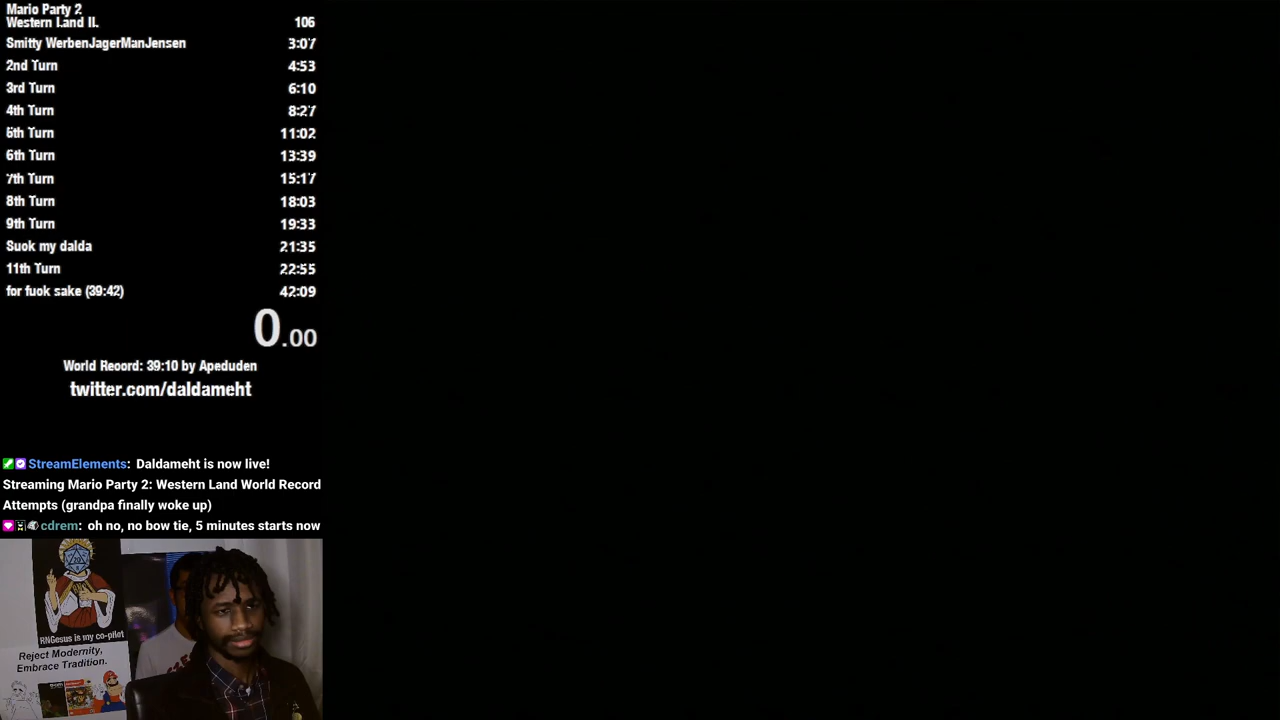 Mario Party 2
Western Land II. 106
Smitty WerbenJagerManJensen 3:07
2nd Turn 4:53
3rd Turn 6:10
4th Turn 8:27
5th Turn 11:02
6th Turn 13:39
7th Turn 15:17
8th Turn 18:03
9th Turn 19:33
Suck my dalda 21:35
11th Turn 22:55
for fuck sake (39:42) 42:09
0.00
World Record: 39:10 by Apeduden
twitter.com/daldameht
StreamElements: Daldameht is now live!
Streaming Mario Party 2: Western Land World Record
Attempts (grandpa finally woke up)
cdrem: oh no, no bow tie, 5 minutes starts now
RNGesus is my co-pilot
Reject Modernity,
Embrace Tradition.